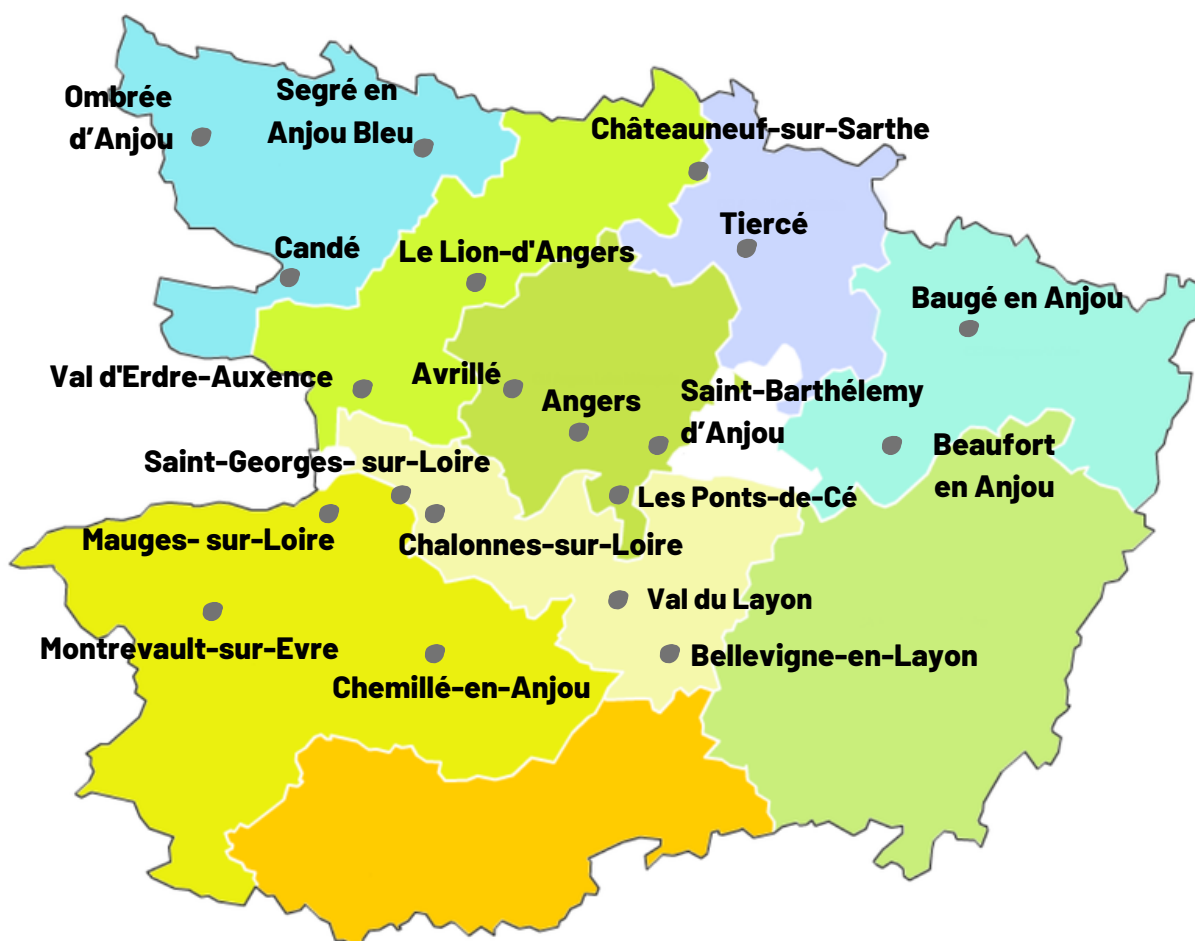 Ombrée
d’Anjou
Segré en
Anjou Bleu
Châteauneuf-sur-Sarthe
Tiercé
Candé
Le Lion-d'Angers
Baugé en Anjou
Val d'Erdre-Auxence
Avrillé
Angers
Saint-Barthélemy
d’Anjou
Beaufort
en Anjou
Saint-Georges- sur-Loire
Les Ponts-de-Cé
Mauges- sur-Loire
Chalonnes-sur-Loire
Val du Layon
Montrevault-sur-Evre
Bellevigne-en-Layon
Chemillé-en-Anjou